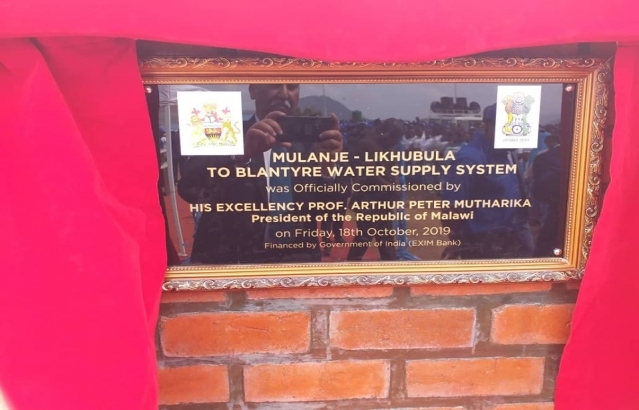 MULANJE - LIKHUBULA
TO BLANTYRE WATER SUPPLY SYSTEM
was Officially Commissioned by
HIS EXCELLENCY PROF. ARTHUR PETER MUTHARIKA
President of the Republic of Malawi
on Friday, 18th October, 2019
Financed by Government of India (EXIM Bank)